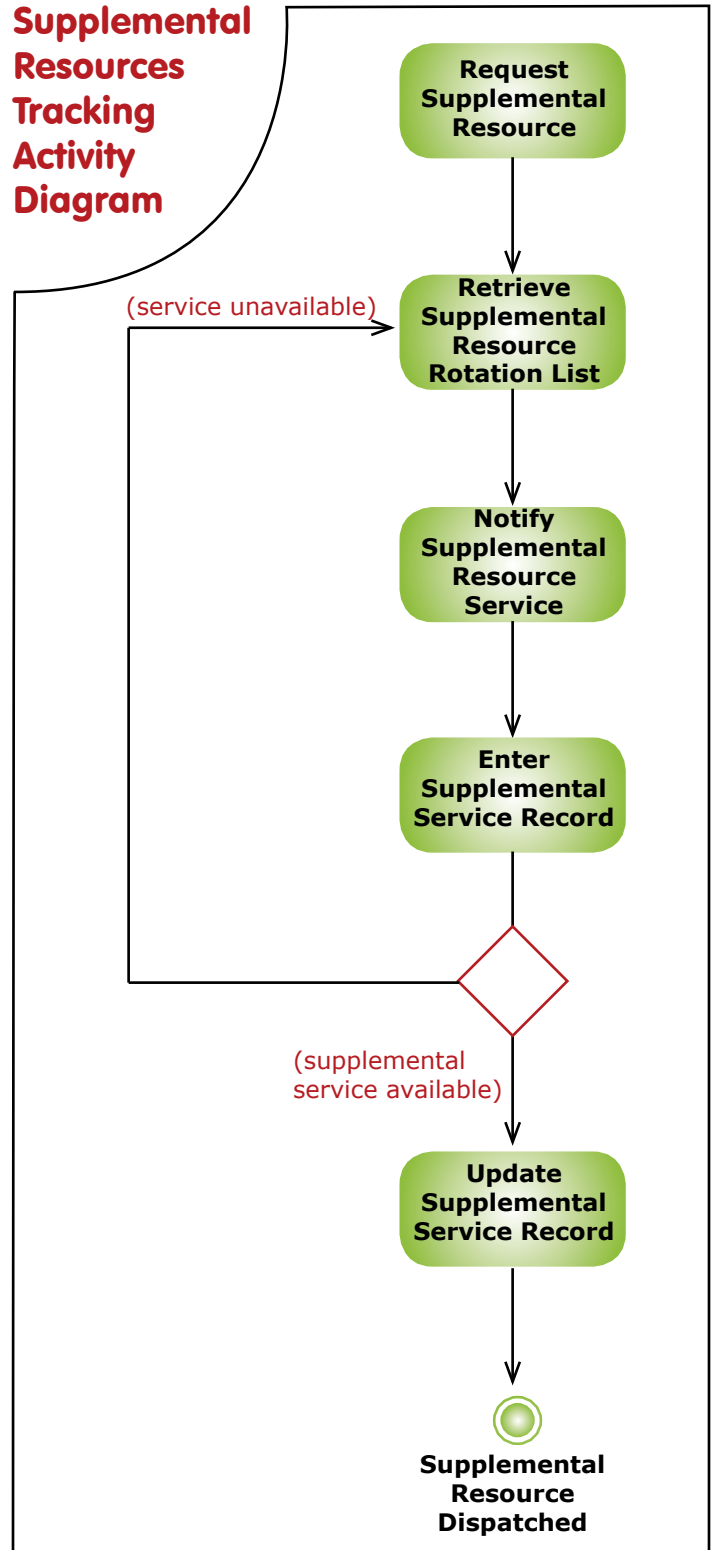 Supplemental
Resources
Tracking
Activity
Diagram
Request
Supplemental
Resource
(service unavailable)
Retrieve
Supplemental
Resource
Rotation List
Notify
Supplemental
Resource
Service
Enter
Supplemental
Service Record
(supplemental
service available)
Update
Supplemental
Service Record
Supplemental
Resource
Dispatched